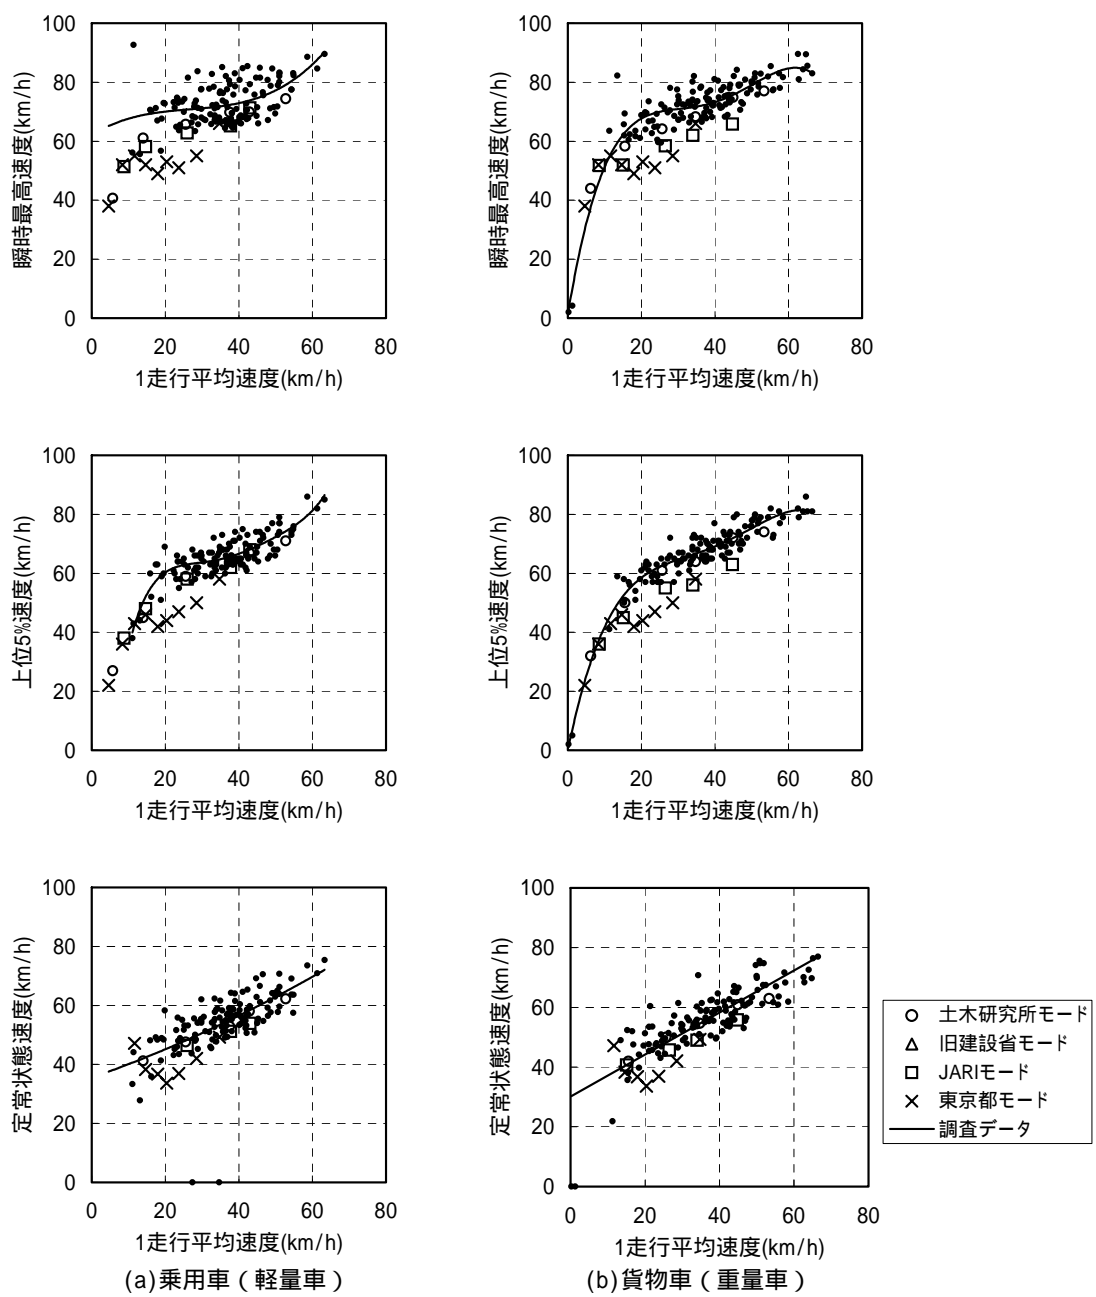 100
80
60
40
20
0
瞬時最高速度(km/h)
0 20 40 60 80
1走行平均速度(km/h)
100
80
60
40
20
0
瞬時最高速度(km/h)
0 20 40 60 80
1走行平均速度(km/h)
100
80
60
40
20
0
上位5%速度(km/h)
0 20 40 60 80
1走行平均速度(km/h)
100
80
60
40
20
0
上位5%速度(km/h)
0 20 40 60 80
1走行平均速度(km/h)
100
80
60
40
20
0
定常状態速度(km/h)
0 20 40 60 80
1走行平均速度(km/h)
(a)乗用車（軽量車）
100
80
60
40
20
0
定常状態速度(km/h)
0 20 40 60 80
1走行平均速度(km/h)
(b)貨物車（重量車）
土木研究所モード
旧建設省モード
JARIモード
東京都モード
調査データ